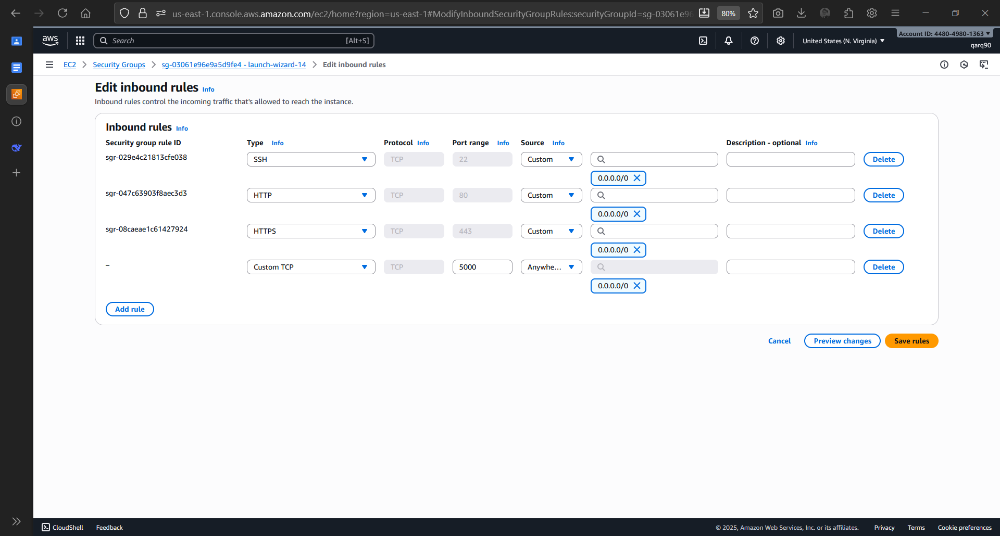 us-east-1.console.aws.amazon.com/ec2/home?region=us-east-1#ModifyInboundSecurityGroupRules:securityGroupId=sg-03061e96
80%
aws
Search
[Alt+S]
United States (N. Virginia)
Account ID: 4480-4980-1363
qarq90
EC2
Security Groups
sg-03061e96e9a5d9fe4 - launch-wizard-14
Edit inbound rules
Edit inbound rules Info
Inbound rules control the incoming traffic that's allowed to reach the instance.
Inbound rules Info
Security group rule ID Type Info Protocol Info Port range Info Source Info Description - optional Info
sgr-029e4c21813cfe038 SSH TCP 22 Custom Delete
0.0.0.0/0
sgr-047c63903f8aec3d3 HTTP TCP 80 Custom Delete
0.0.0.0/0
sgr-08caeae1c61427924 HTTPS TCP 443 Custom Delete
0.0.0.0/0
– Custom TCP TCP 5000 Anywhe... Delete
0.0.0.0/0
Add rule
Cancel Preview changes Save rules
CloudShell Feedback © 2025, Amazon Web Services, Inc. or its affiliates. Privacy Terms Cookie preferences